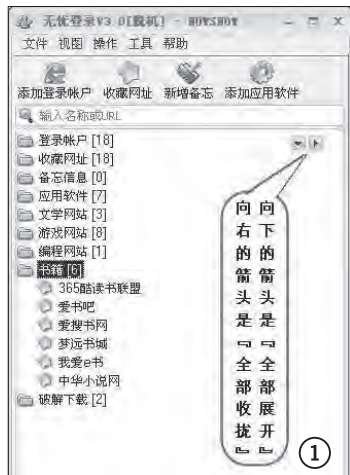 无忧登录V3.0[脱机] - HOWSHOW
文件 视图 操作 工具 帮助
添加登录帐户 收藏网址 新增备忘 添加应用软件
输入名称或URL
登录帐户 [18]
收藏网址 [18]
备忘信息 [0]
应用软件 [7]
文学网站 [3]
游戏网站 [8]
编程网站 [1]
书籍 [6]
365酷读书联盟
爱书吧
爱搜书网
梦远书城
我爱e书
中华小说网
破解下载 [2]
向下的箭头是『全部展开』
向右的箭头是『全部收拢』
①